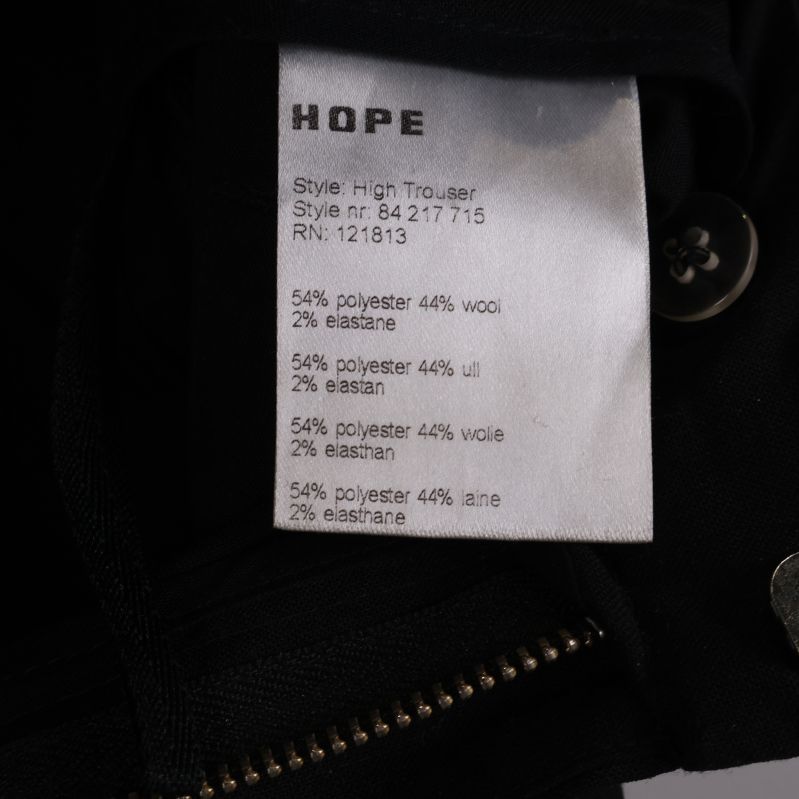 HOPE
Style: High Trouser
Style nr: 84 217 715
RN: 121813
54% polyester 44% wool
2% elastane
54% polyester 44% ull
2% elastan
54% polyester 44% wolle
2% elasthan
54% polyester 44% laine
2% elasthane